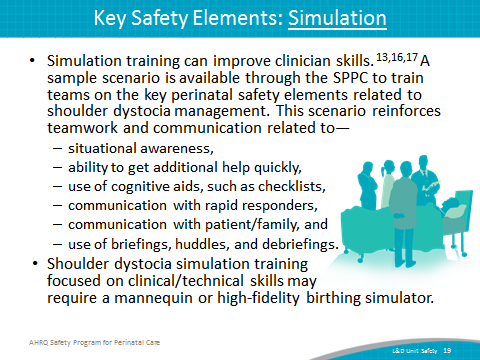 Key Safety Elements: Simulation
• Simulation training can improve clinician skills.13,16,17 A
sample scenario is available through the SPPC to train
teams on the key perinatal safety elements related to
shoulder dystocia management. This scenario reinforces
teamwork and communication related to—
– situational awareness,
– ability to get additional help quickly,
– use of cognitive aids, such as checklists,
– communication with rapid responders,
– communication with patient/family, and
– use of briefings, huddles, and debriefings.
• Shoulder dystocia simulation training
focused on clinical/technical skills may
require a mannequin or high-fidelity birthing simulator.
AHRQ Safety Program for Perinatal Care
L&D Unit Safety 19